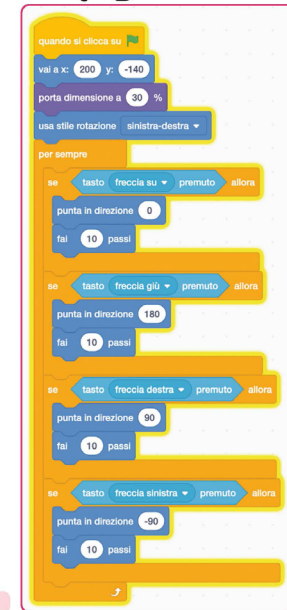 quando si clicca su
vai a x: 200 y: -140
porta dimensione a 30 %
usa stile rotazione sinistra-destra
per sempre
se tasto freccia su premuto allora
punta in direzione 0
fai 10 passi
se tasto freccia giù premuto allora
punta in direzione 180
fai 10 passi
se tasto freccia destra premuto allora
punta in direzione 90
fai 10 passi
se tasto freccia sinistra premuto allora
punta in direzione -90
fai 10 passi